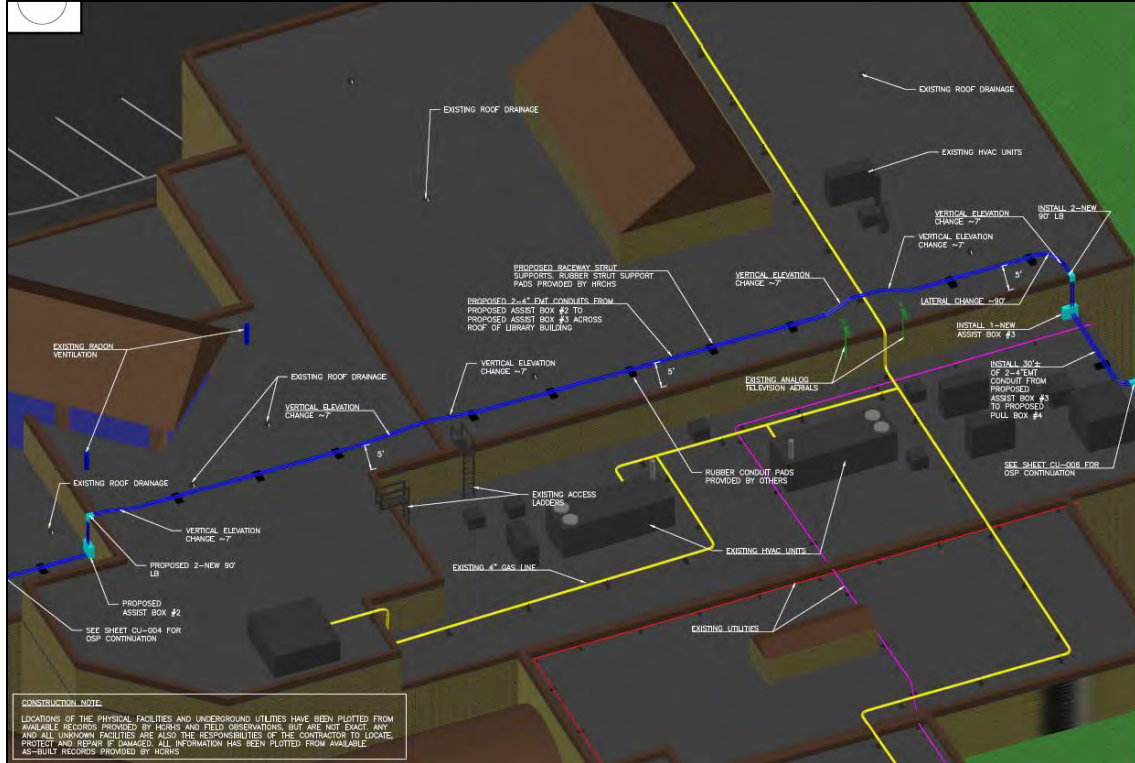 EXISTING ROOF DRAINAGE
EXISTING ROOF DRAINAGE
EXISTING HVAC UNITS
INSTALL 2-NEW
90' LB
VERTICAL ELEVATION
CHANGE ~7'
VERTICAL ELEVATION
CHANGE ~7'
PROPOSED RACEWAY STRUT
SUPPORTS. RUBBER STRUT SUPPORT
PADS PROVIDED BY HRCHS
VERTICAL ELEVATION
CHANGE ~7'
5'
PROPOSED 2-4" EMT CONDUITS FROM
PROPOSED ASSIST BOX #2 TO
PROPOSED ASSIST BOX #3 ACROSS
ROOF OF LIBRARY BUILDING
LATERAL CHANGE ~90'
INSTALL 1-NEW
ASSIST BOX #3
EXISTING RADON
VENTILATION
VERTICAL ELEVATION
CHANGE ~7'
5'
EXISTING ROOF DRAINAGE
EXISTING ANALOG
TELEVISION AERIALS
INSTALL 30'±
OF 2-4"EMT
CONDUIT FROM
PROPOSED
ASSIST BOX #3
TO PROPOSED
PULL BOX #4
VERTICAL ELEVATION
CHANGE ~7'
5'
SEE SHEET CU-006 FOR
OSP CONTINUATION
RUBBER CONDUIT PADS
PROVIDED BY OTHERS
EXISTING ROOF DRAINAGE
EXISTING ACCESS
LADDERS
VERTICAL ELEVATION
CHANGE ~7'
EXISTING HVAC UNITS
EXISTING 4" GAS LINE
PROPOSED 2-NEW 90'
LB
PROPOSED
ASSIST BOX #2
SEE SHEET CU-004 FOR
OSP CONTINUATION
EXISTING UTILITIES
CONSTRUCTION NOTE:
LOCATIONS OF THE PHYSICAL FACILITIES AND UNDERGROUND UTILITIES HAVE BEEN PLOTTED FROM
AVAILABLE RECORDS PROVIDED BY HCRHS AND FIELD OBSERVATIONS, BUT ARE NOT EXACT. ANY
AND ALL UNKNOWN FACILITIES ARE ALSO THE RESPONSIBILITIES OF THE CONTRACTOR TO LOCATE,
PROTECT AND REPAIR IF DAMAGED. ALL INFORMATION HAS BEEN PLOTTED FROM AVAILABLE
AS-BUILT RECORDS PROVIDED BY HCRHS